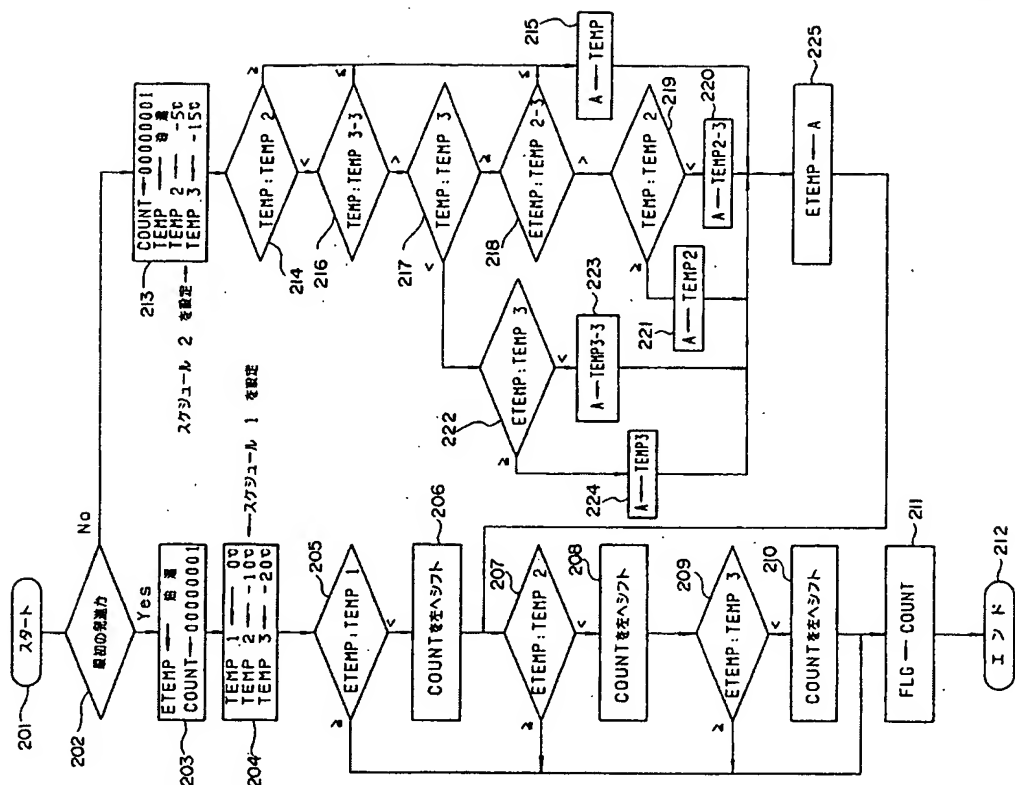 スタート
201
最初の発進力
202
No
Yes
ETEMP — 油温
COUNT—00000001
203
TEMP 1 — 0℃
TEMP 2 — -10℃
TEMP 3 — -20℃
204
スケジュール 1 を設定
ETEMP:TEMP 1
205
≥
<
COUNTを左へシフト
206
ETEMP:TEMP 2
207
≥
<
COUNTを左へシフト
208
ETEMP:TEMP 3
209
≥
<
COUNTを左へシフト
210
FLG — COUNT
211
エンド
212
COUNT—00000001
TEMP — 油温
TEMP 2 — -5℃
TEMP 3 — -15℃
213
スケジュール 2 を設定
TEMP:TEMP 2
214
≥
<
A — TEMP
215
TEMP:TEMP 3-3
216
≤
>
TEMP:TEMP 3
217
<
≥
ETEMP:TEMP 2-3
218
≤
>
TEMP:TEMP 2
219
≥
<
A—TEMP2-3
220
A — TEMP2
221
ETEMP:TEMP 3
222
≥
<
A—TEMP3-3
223
A — TEMP3
224
ETEMP — A
225